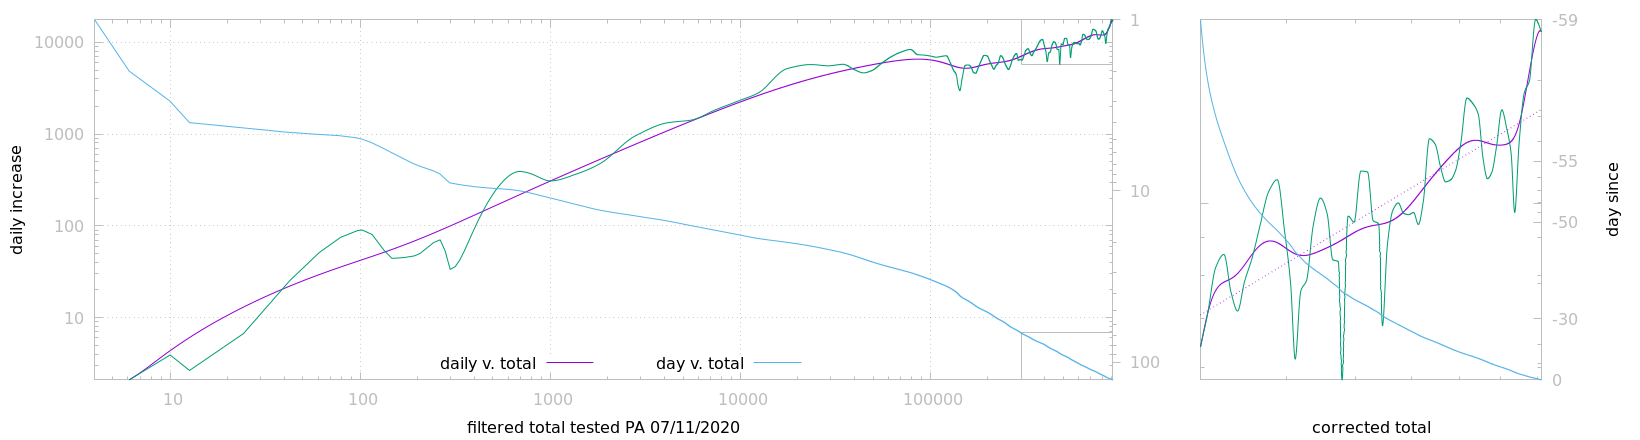 10000
1000
100
10
daily increase
10
100
1000
10000
100000
filtered total tested PA 07/11/2020
daily v. total
day v. total
1
10
100
-59
-55
-50
-30
0
day since
corrected total